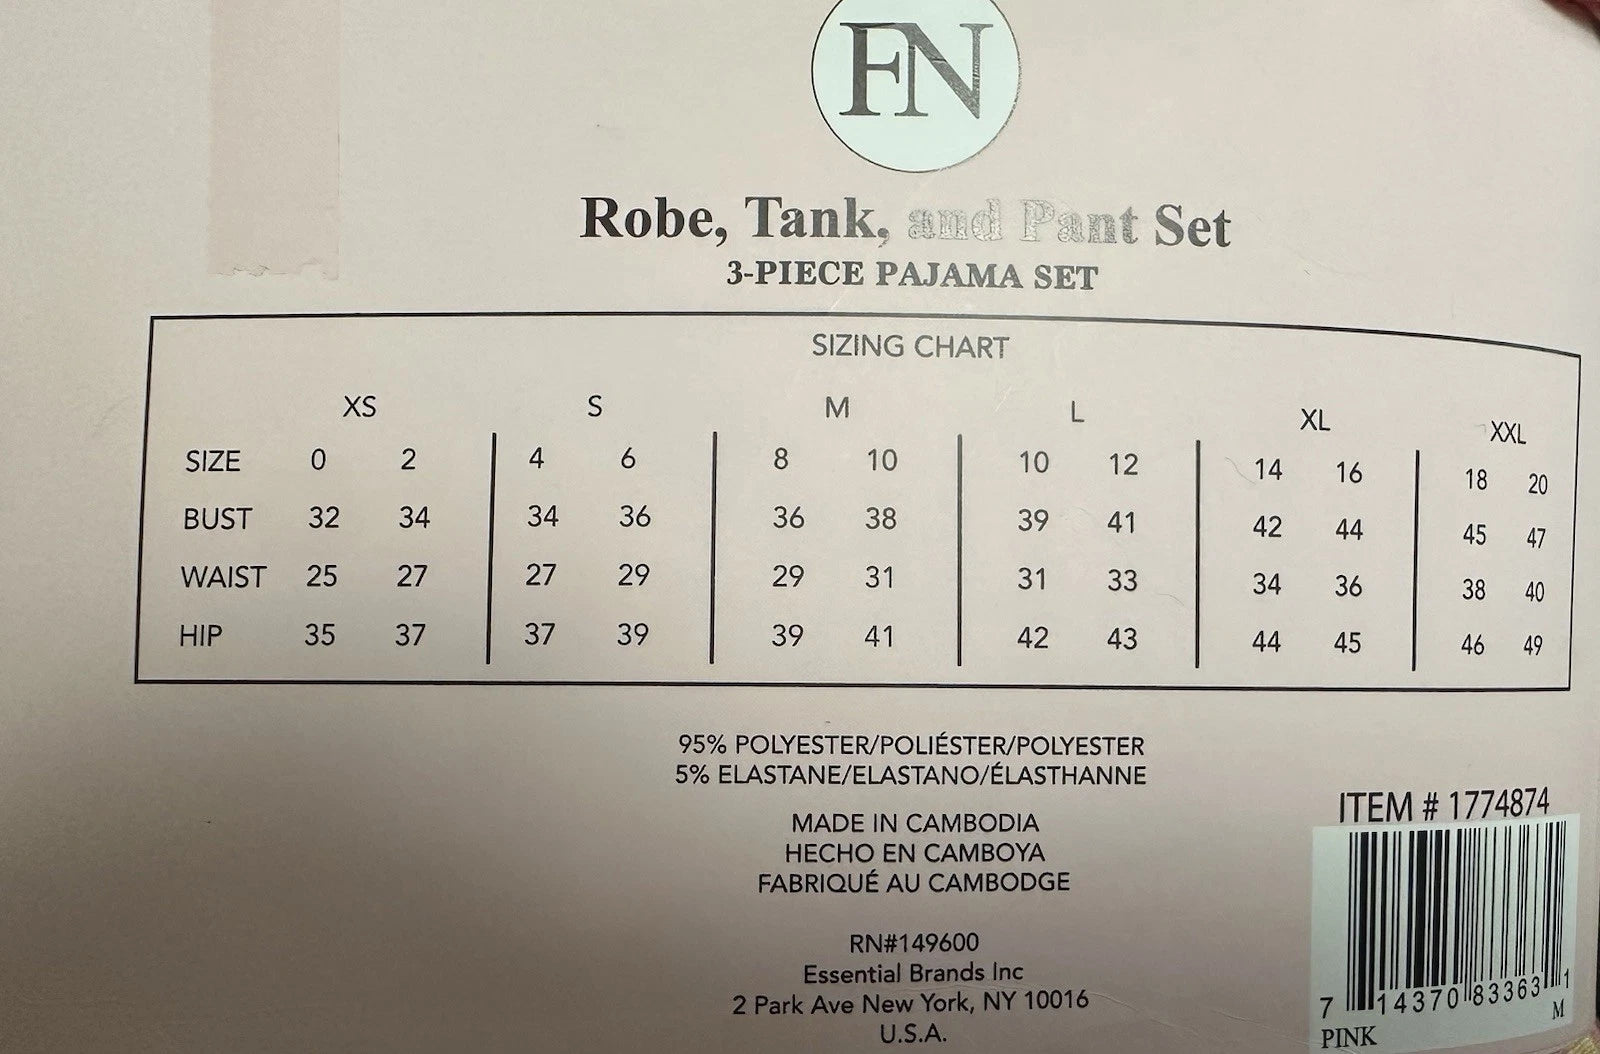 FN
Robe, Tank, and Pant Set
3-PIECE PAJAMA SET
SIZING CHART
XS S M L XL XXL
SIZE 0 2 4 6 8 10 10 12 14 16 18 20
BUST 32 34 34 36 36 38 39 41 42 44 45 47
WAIST 25 27 27 29 29 31 31 33 34 36 38 40
HIP 35 37 37 39 39 41 42 43 44 45 46 49
95% POLYESTER/POLIÉSTER/POLYESTER
5% ELASTANE/ELASTANO/ÉLASTHANNE
MADE IN CAMBODIA
HECHO EN CAMBOYA
FABRIQUÉ AU CAMBODGE
RN#149600
Essential Brands Inc
2 Park Ave New York, NY 10016
U.S.A.
ITEM # 1774874
7 14370 83363 1
PINK M